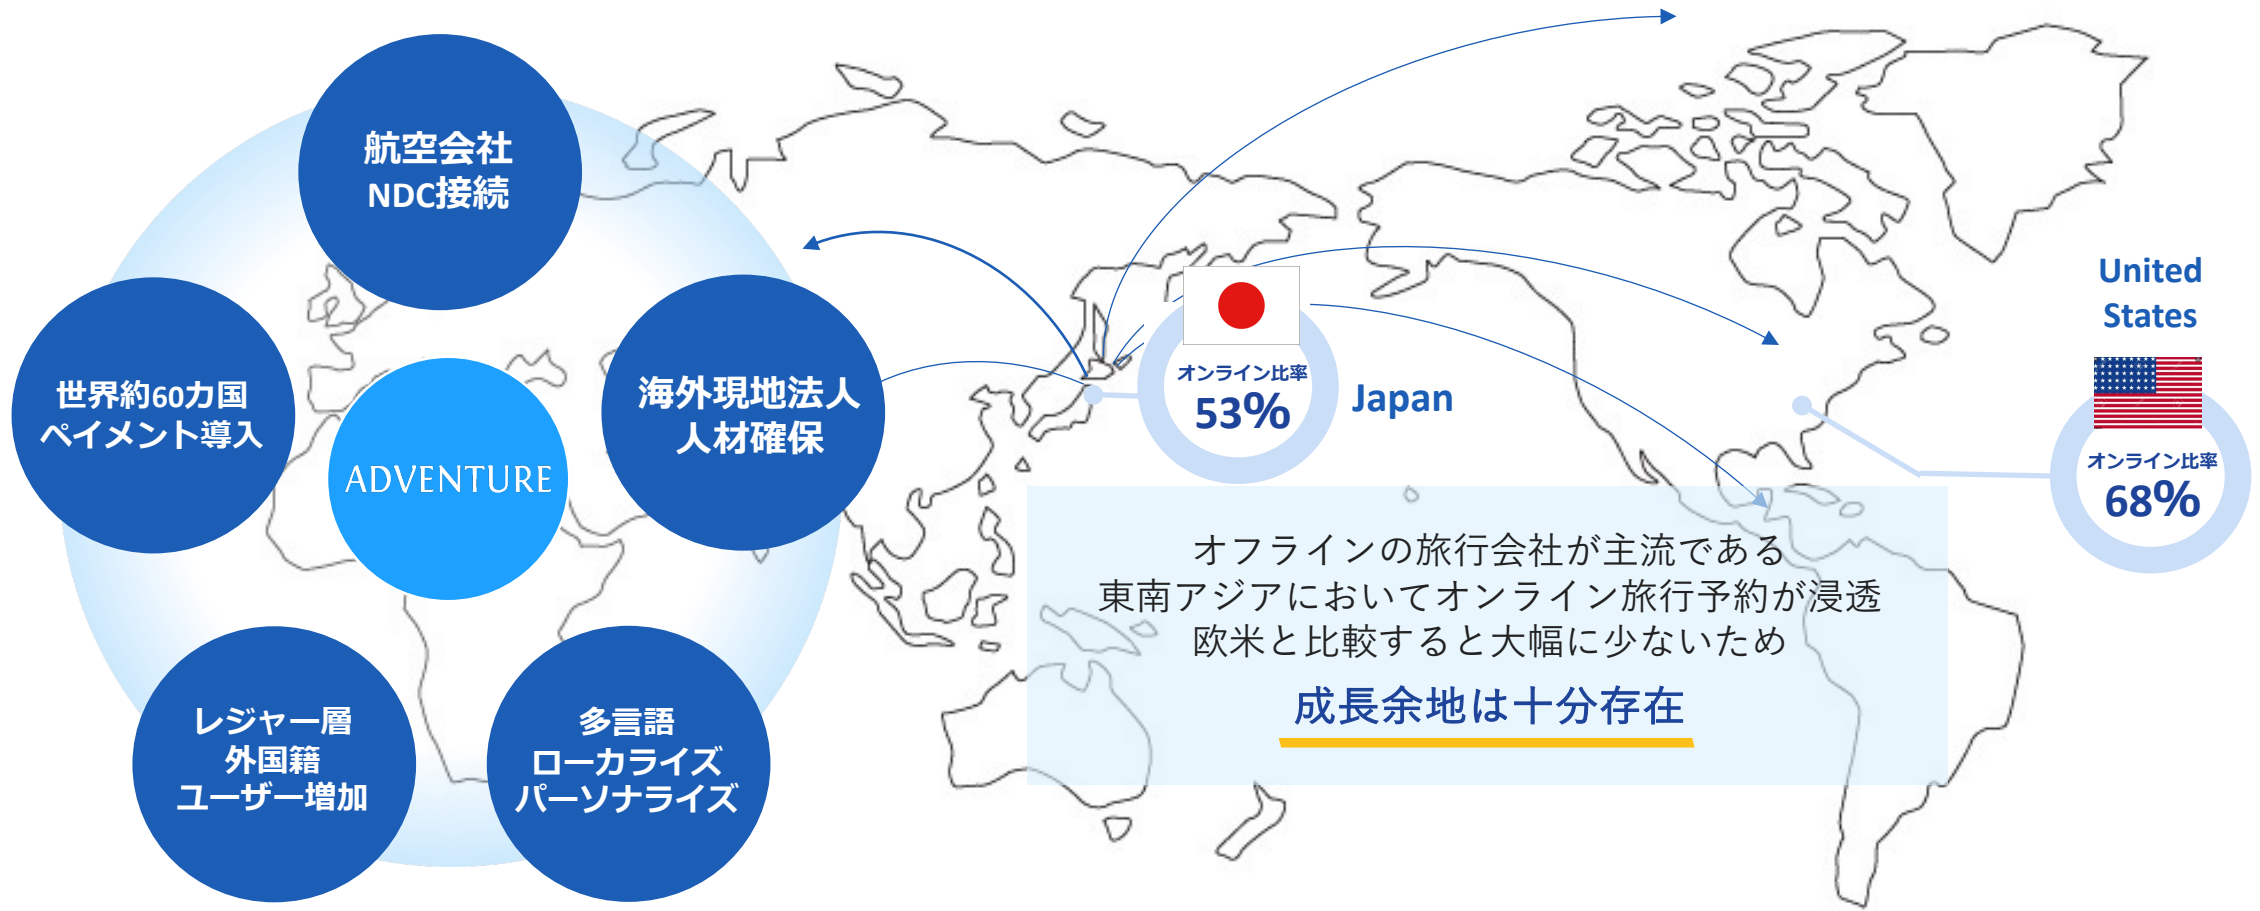 航空会社
NDC接続
世界約60カ国
ペイメント導入
海外現地法人
人材確保
ADVENTURE
レジャー層
外国籍
ユーザー増加
多言語
ローカライズ
パーソナライズ
オンライン比率
53%
Japan
United
States
オンライン比率
68%
オフラインの旅行会社が主流である
東南アジアにおいてオンライン旅行予約が浸透
欧米と比較すると大幅に少ないため
成長余地は十分存在